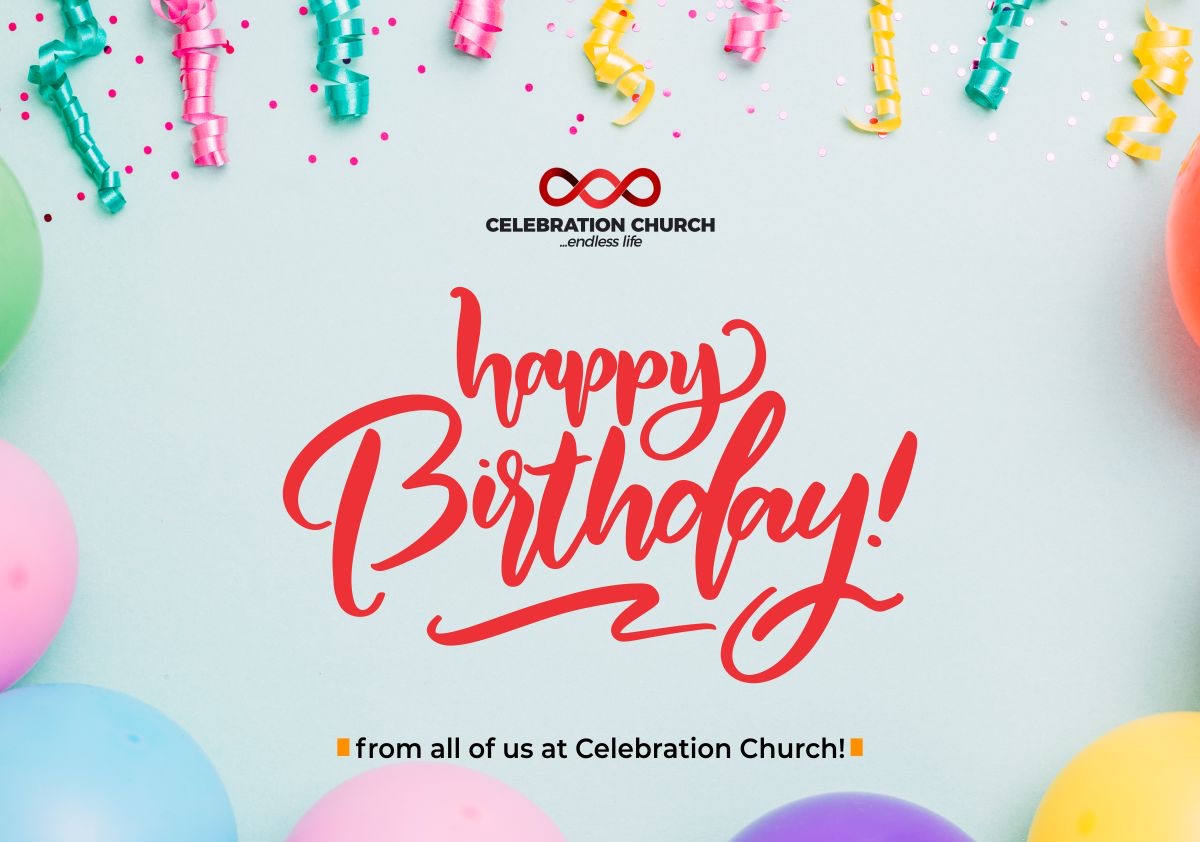 CELEBRATION CHURCH
...endless life
happy
Birthday!
from all of us at Celebration Church!